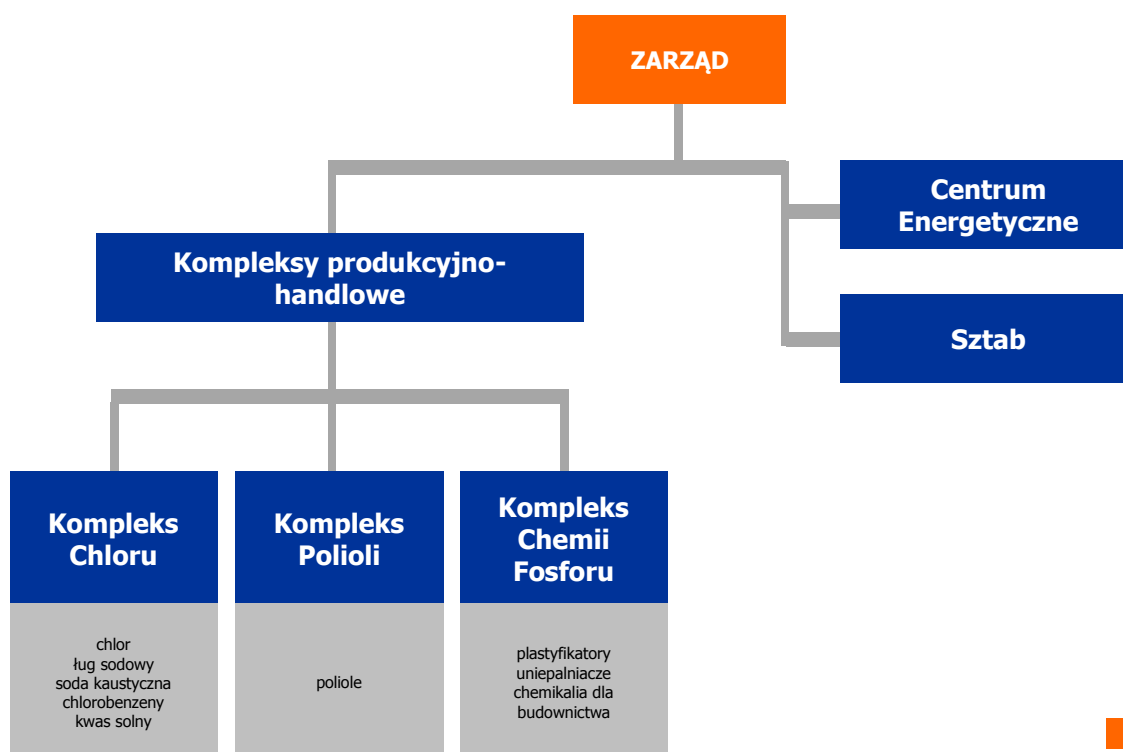 ZARZĄD
Centrum
Energetyczne
Kompleksy produkcyjno-
handlowe
Sztab
Kompleks
Chloru
Kompleks
Polioli
Kompleks
Chemii
Fosforu
chlor
ług sodowy
soda kaustyczna
chlorobenzeny
kwas solny
poliole
plastyfikatory
uniepalniacze
chemikalia dla
budownictwa